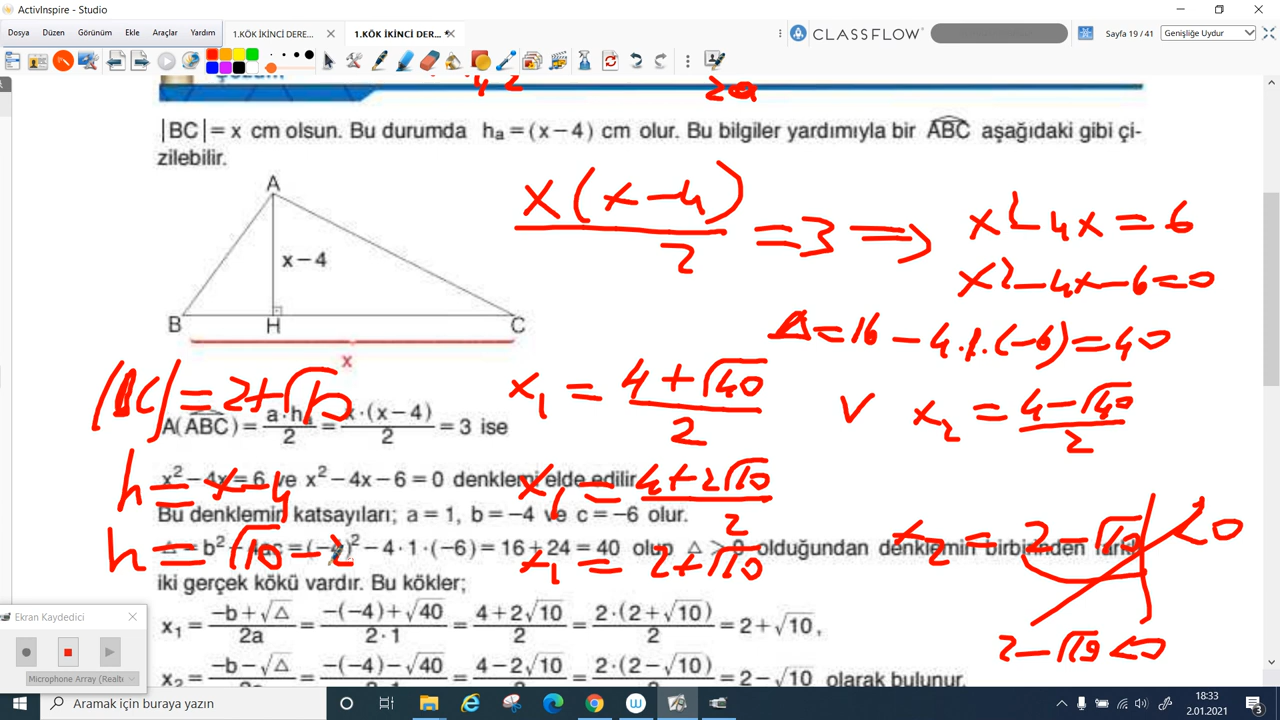 ActivInspire - Studio
Dosya Düzen Görünüm Ekle Araçlar Yardım
1.KÖK İKİNCİ DERE...
1.KÖK İKİNCİ DER...
CLASSFLOW
Sayfa 19 / 41
Genişliğe Uydur
4 2
2a
|BC| = x cm olsun. Bu durumda hₐ = (x – 4) cm olur. Bu bilgiler yardımıyla bir ABC aşağıdaki gibi çi-
zilebilir.
A
x – 4
B H C
x
x(x-4)/2 = 3 ⇒ x² - 4x = 6
x² - 4x - 6 = 0
Δ = 16 - 4.1.(-6) = 40
x₁ = (4 + √40)/2 ∨ x₂ = (4 - √40)/2
|BC| = 2 + √10
A(ABC) = a · hₐ / 2 = x · (x – 4) / 2 = 3 ise
x² – 4x = 6 ve x² – 4x – 6 = 0 denklemi elde edilir.
h = x - 4
x₁ = (4 + 2√10)/2
Bu denklemin katsayıları; a = 1, b = –4 ve c = –6 olur.
h = √10 - 2
x₁ = 2 + √10
x₂ = 2 - √10 < 0
2 - √10 < 0
Δ = b² – 4ac = (–4)² – 4 · 1 · (–6) = 16 + 24 = 40 olup Δ > 0 olduğundan denklemin birbirinden farklı
iki gerçek kökü vardır. Bu kökler;
x₁ = (–b + √Δ)/2a = (–(–4) + √40)/(2 · 1) = (4 + 2√10)/2 = (2 · (2 + √10))/2 = 2 + √10,
x₂ = (–b – √Δ)/2a = (–(–4) – √40)/(2 · 1) = (4 – 2√10)/2 = (2 · (2 – √10))/2 = 2 – √10 olarak bulunur.
Ekran Kaydedici
Microphone Array (Realt
Aramak için buraya yazın
18:33
2.01.2021